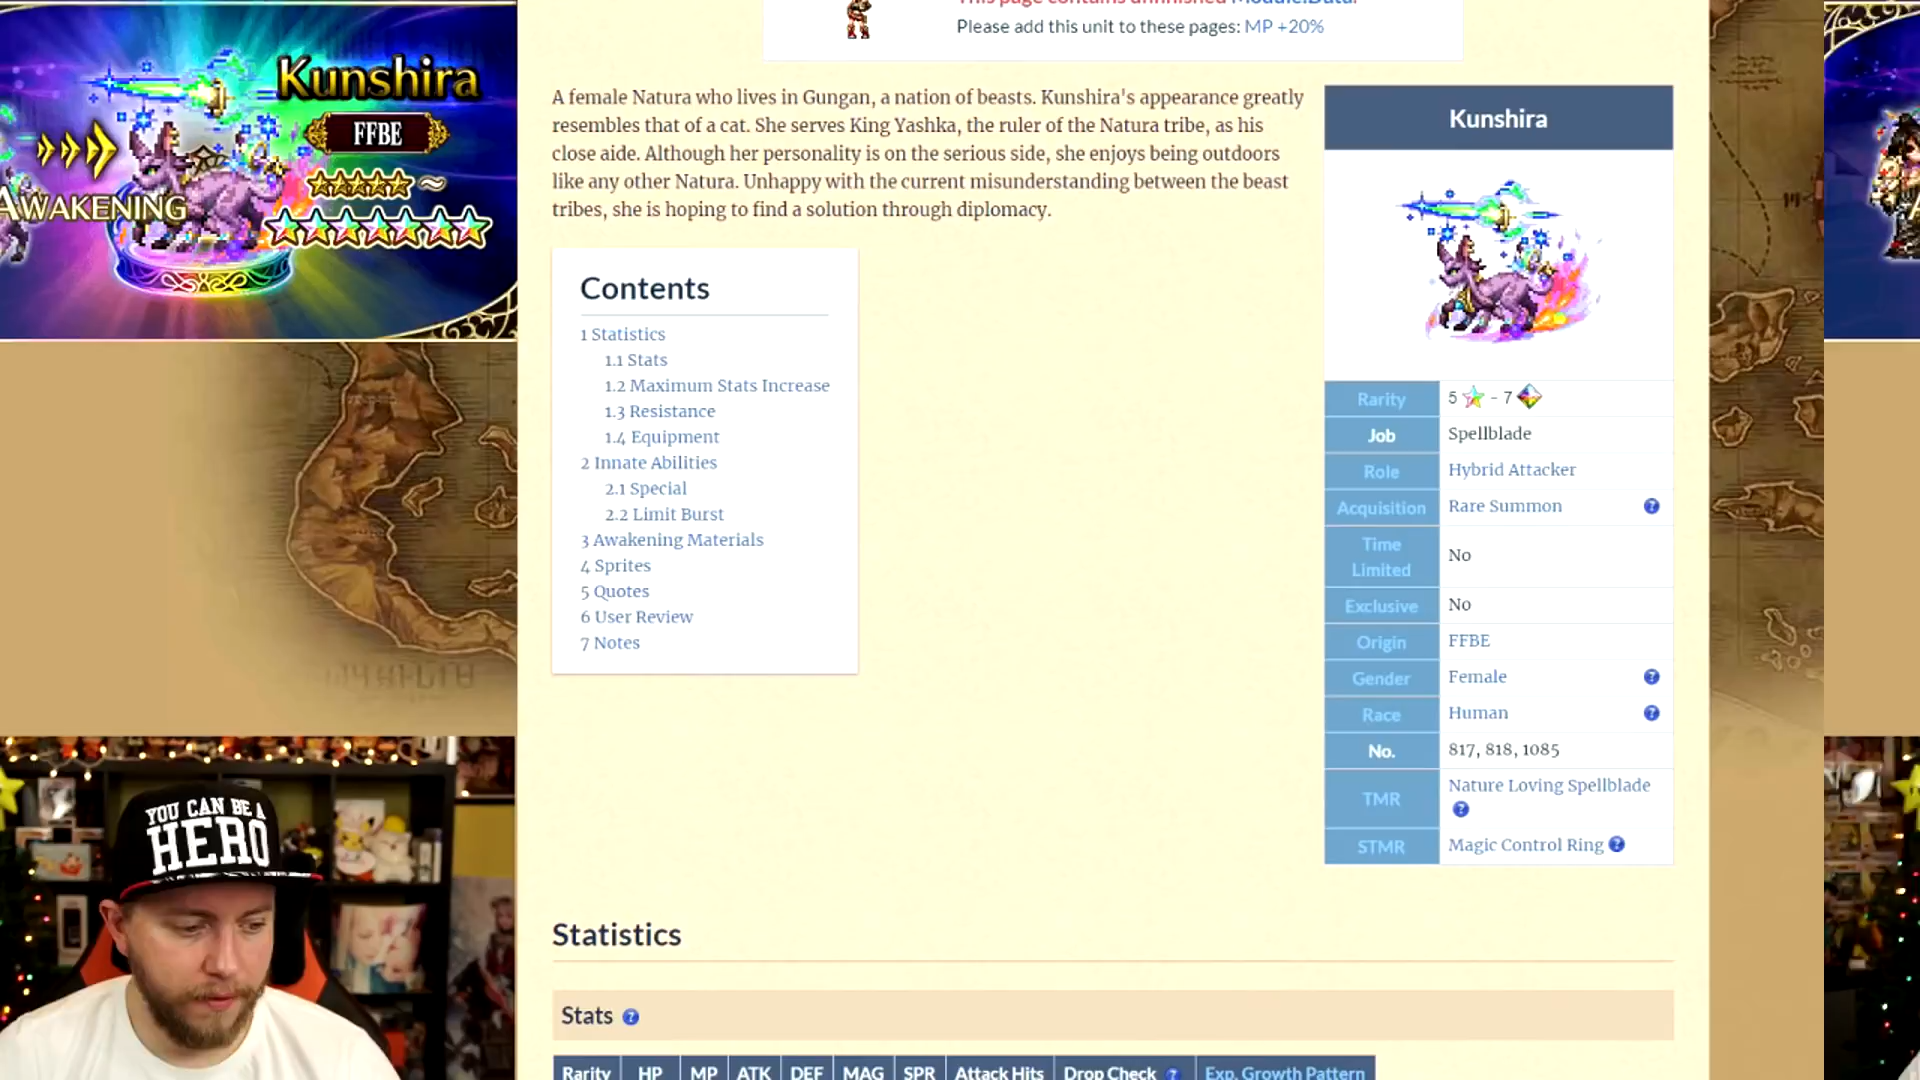 This page contains unfinished Module:Data!
Please add this unit to these pages: MP +20%
Kunshira
FFBE
AWAKENING
A female Natura who lives in Gungan, a nation of beasts. Kunshira's appearance greatly
resembles that of a cat. She serves King Yashka, the ruler of the Natura tribe, as his
close aide. Although her personality is on the serious side, she enjoys being outdoors
like any other Natura. Unhappy with the current misunderstanding between the beast
tribes, she is hoping to find a solution through diplomacy.
Contents
1 Statistics
1.1 Stats
1.2 Maximum Stats Increase
1.3 Resistance
1.4 Equipment
2 Innate Abilities
2.1 Special
2.2 Limit Burst
3 Awakening Materials
4 Sprites
5 Quotes
6 User Review
7 Notes
Kunshira
Rarity 5 - 7
Job Spellblade
Role Hybrid Attacker
Acquisition Rare Summon ?
Time Limited No
Exclusive No
Origin FFBE
Gender Female ?
Race Human ?
No. 817, 818, 1085
TMR Nature Loving Spellblade ?
STMR Magic Control Ring ?
Statistics
Stats ?
Rarity HP MP ATK DEF MAG SPR Attack Hits Drop Check ? Exp. Growth Pattern
YOU CAN BE A
HERO